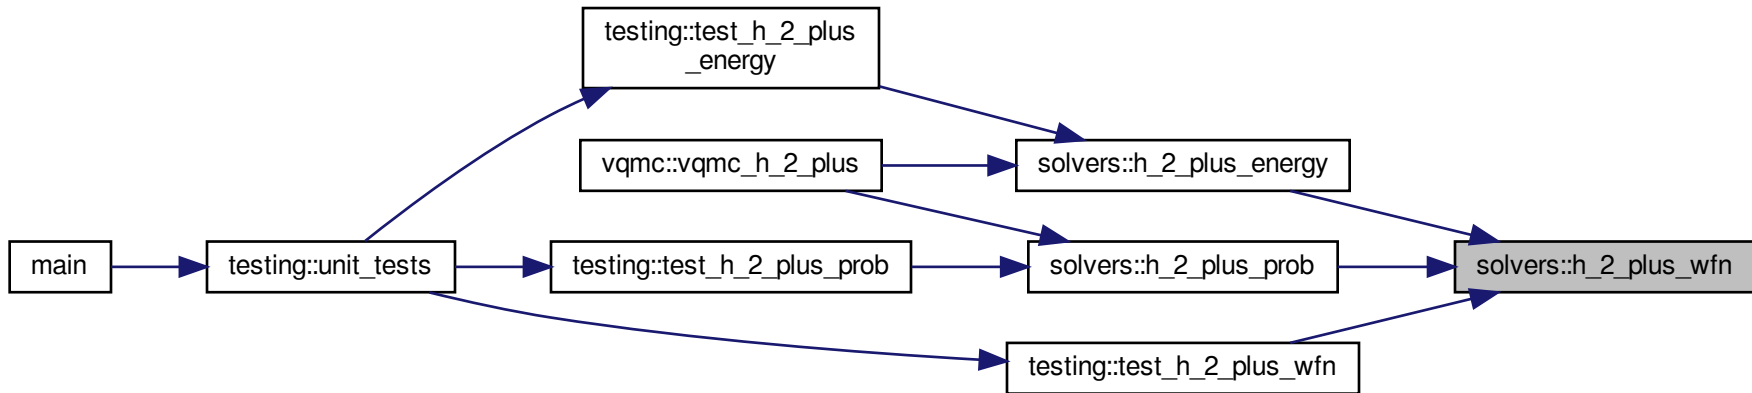 testing::test_h_2_plus
_energy
vqmc::vqmc_h_2_plus
solvers::h_2_plus_energy
main
testing::unit_tests
testing::test_h_2_plus_prob
solvers::h_2_plus_prob
solvers::h_2_plus_wfn
testing::test_h_2_plus_wfn